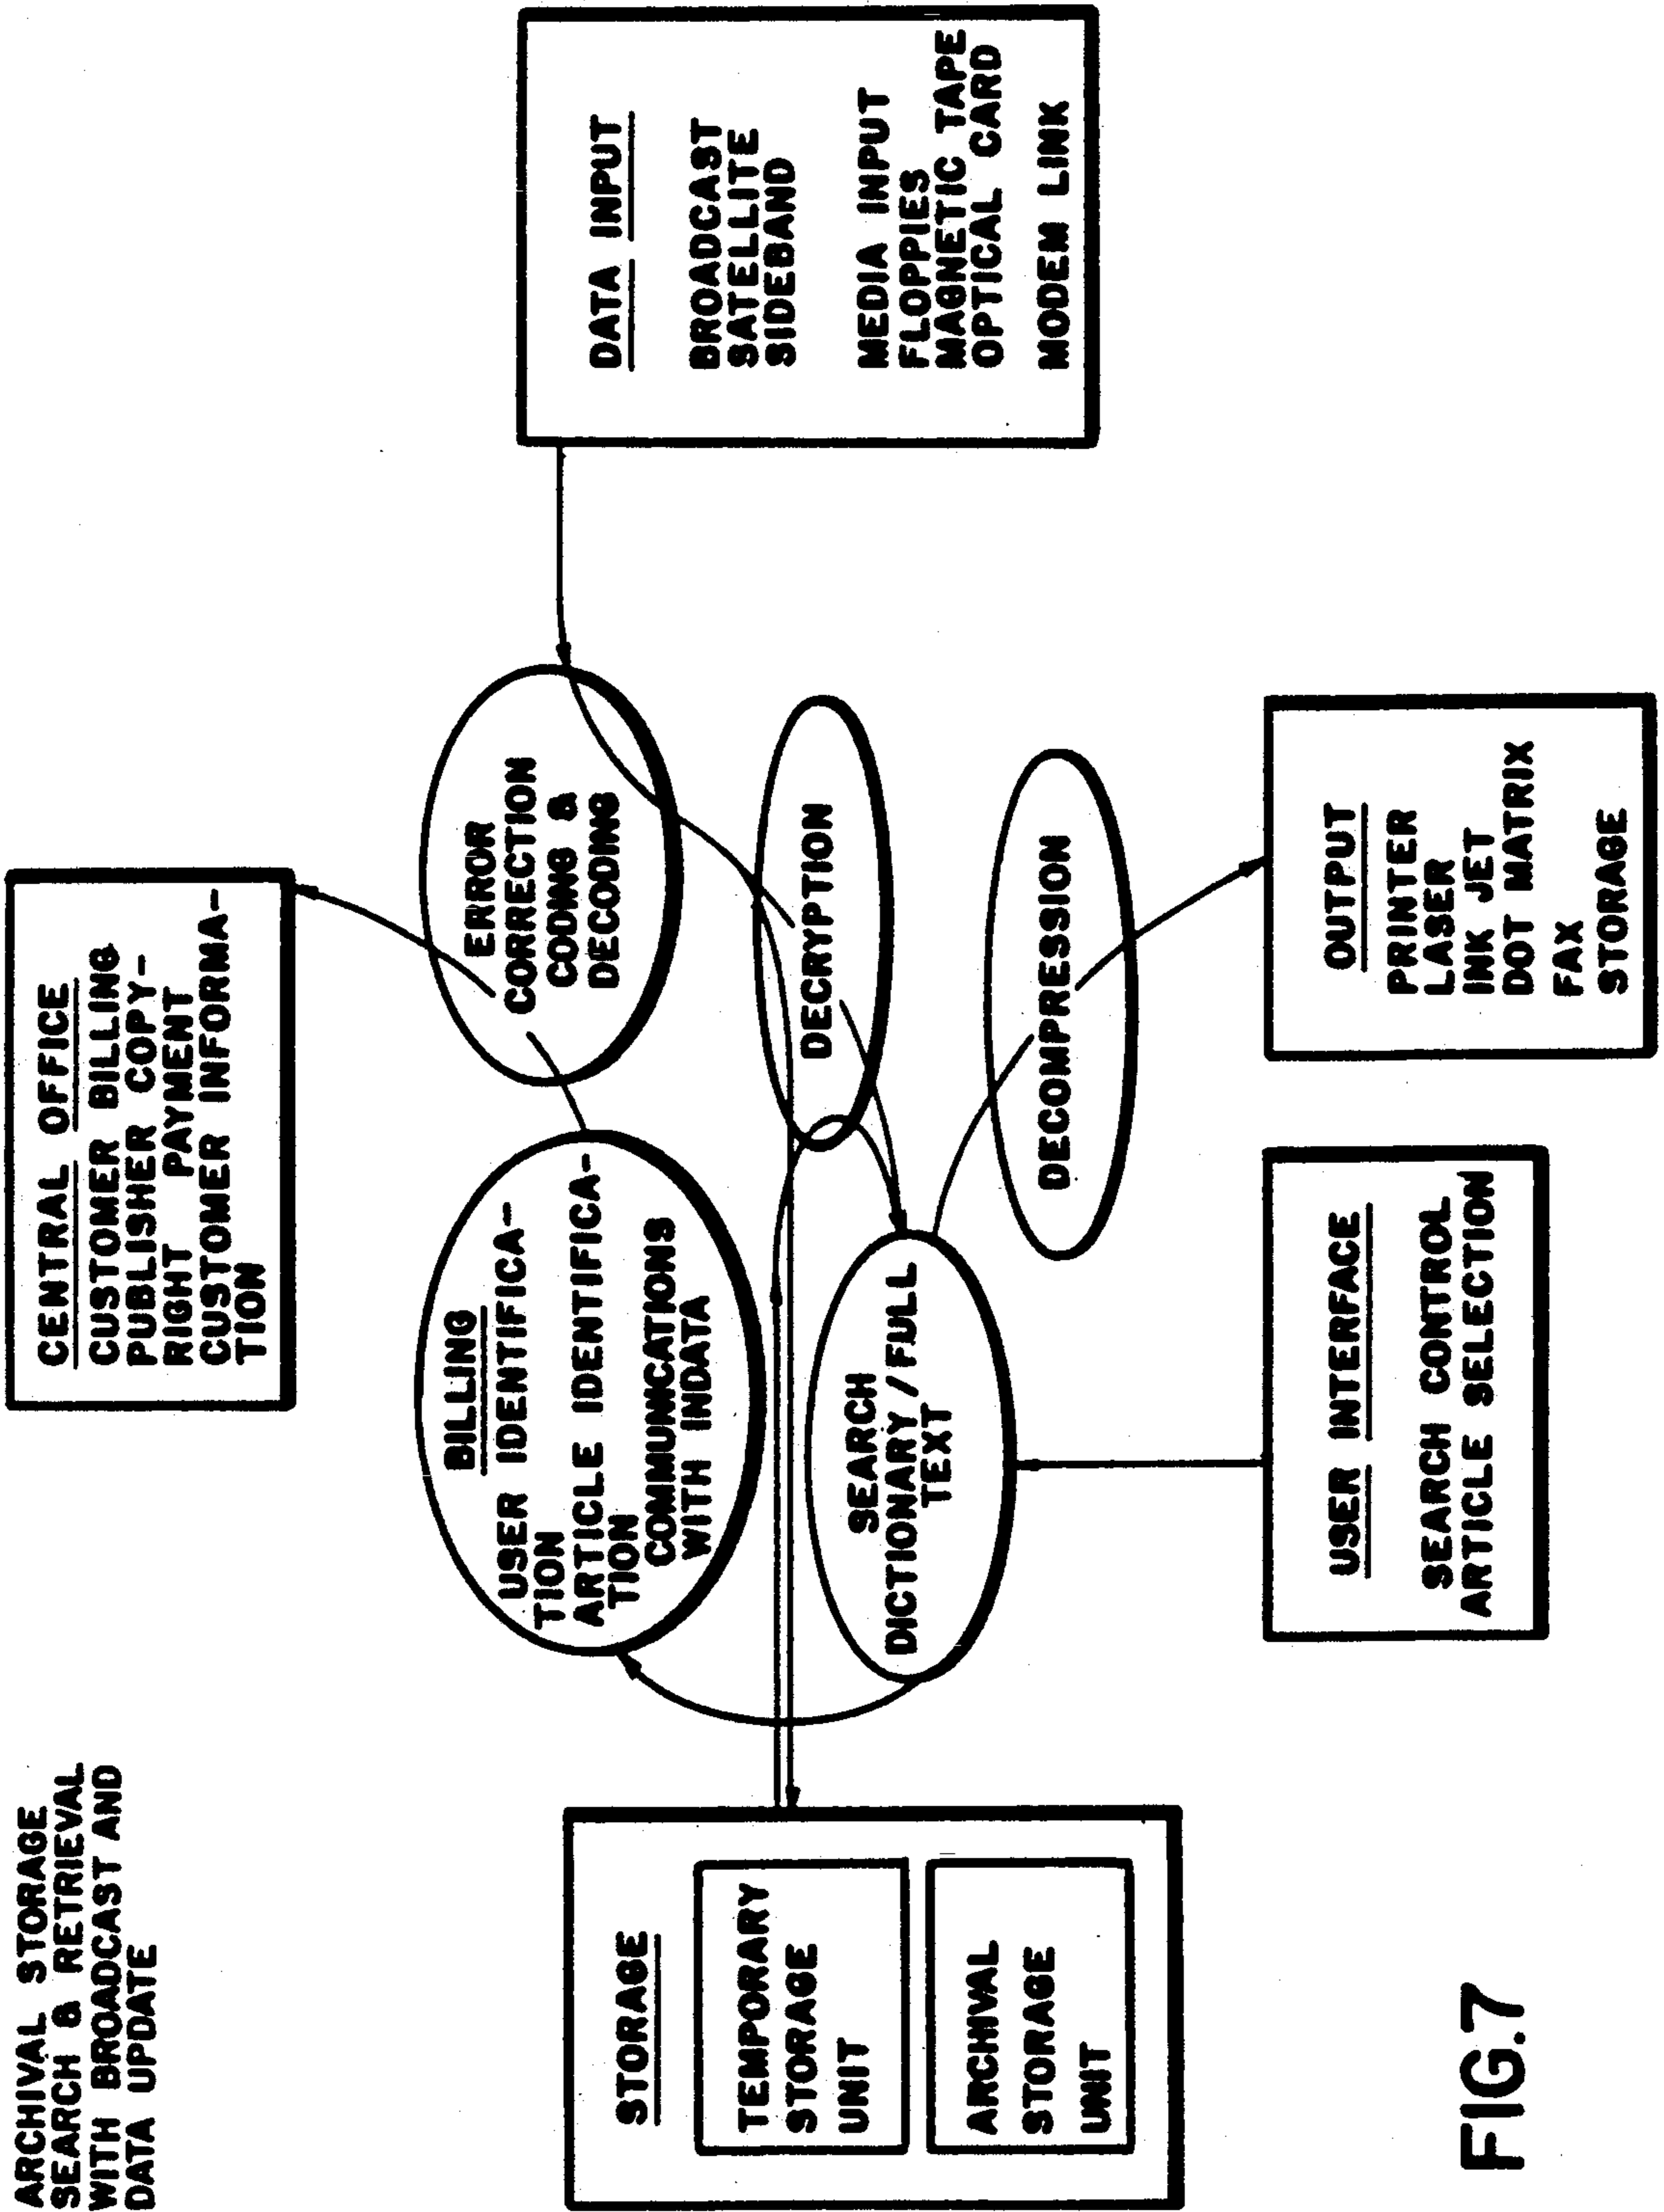 ARCHIVAL STORAGE
SEARCH & RETRIEVAL
WITH BROADCAST AND
DATA UPDATE
CENTRAL OFFICE
CUSTOMER BILLING
PUBLISHER COPY-
RIGHT PAYMENT
CUSTOMER INFORMA-
TION
BILLING
USER IDENTIFICA-
TION
ARTICLE IDENTIFICA-
TION
COMMUNICATIONS
WITH INDATA
ERROR
CORRECTION
CODING &
DECODING
DATA INPUT
BROADCAST
SATELLITE
SIDEBAND
MEDIA INPUT
FLOPPIES
MAGNETIC TAPE
OPTICAL CARD
MODEM LINK
STORAGE
TEMPORARY
STORAGE
UNIT
ARCHIVAL
STORAGE
UNIT
SEARCH
DICTIONARY/FULL
TEXT
DECRYPTION
DECOMPRESSION
USER INTERFACE
SEARCH CONTROL
ARTICLE SELECTION
OUTPUT
PRINTER
LASER
INK JET
DOT MATRIX
FAX
STORAGE
FIG.7